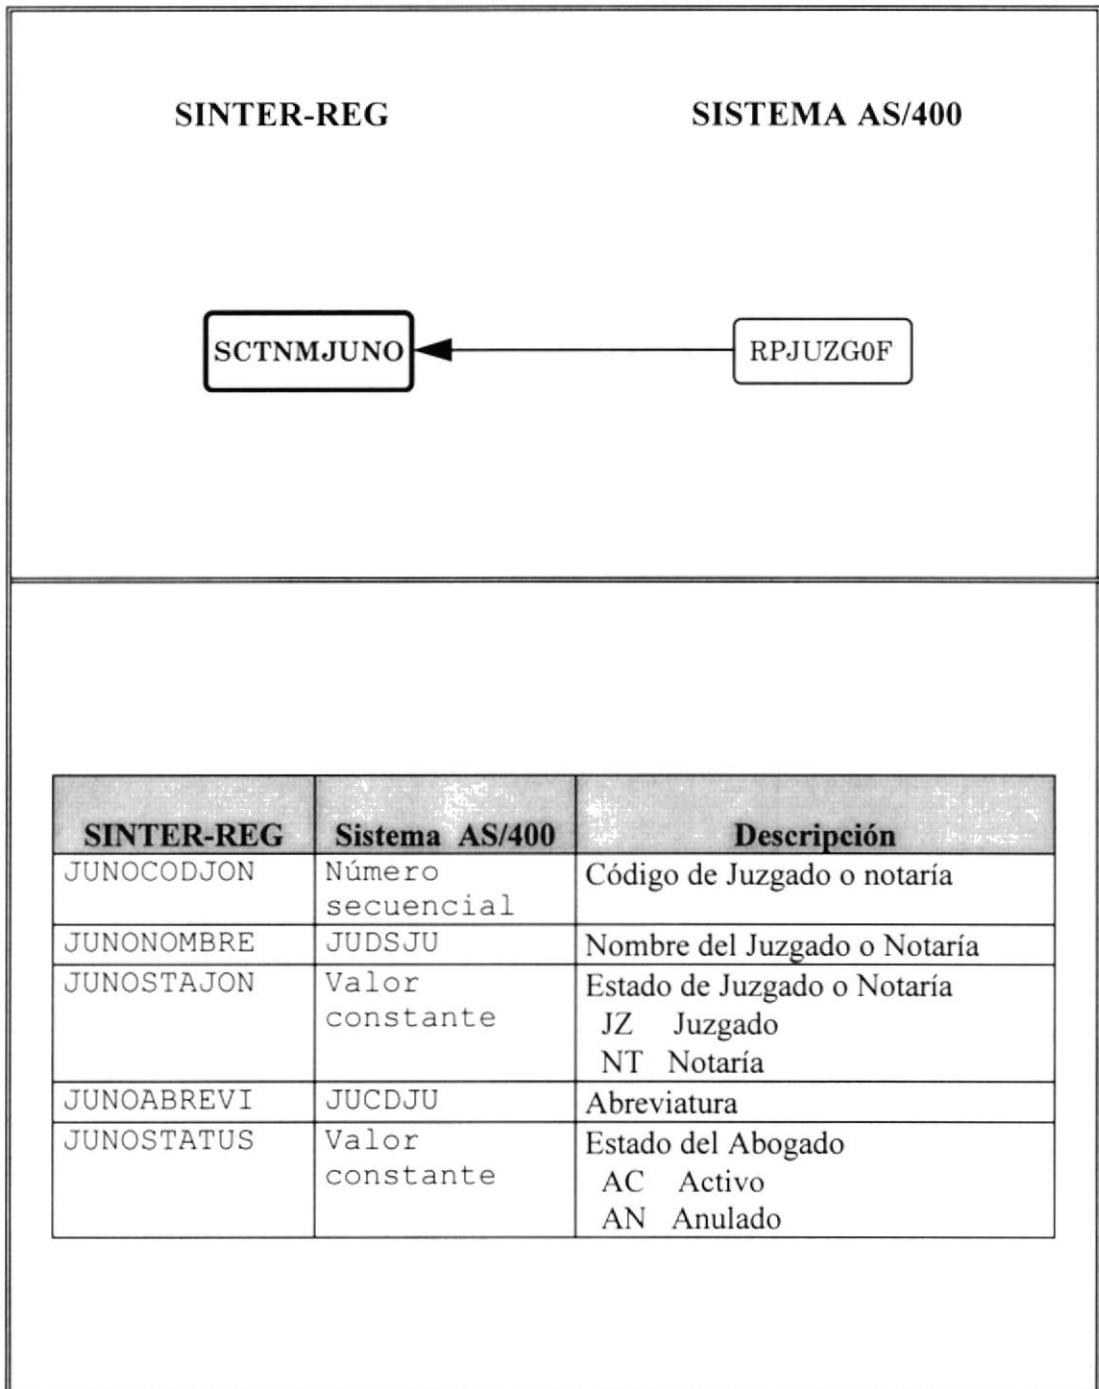 SINTER-REG SISTEMA AS/400
SCTNMJUNO RPJUZG0F
SINTER-REG Sistema AS/400 Descripción
JUNOCODJON Número secuencial Código de Juzgado o notaría
JUNONOMBRE JUDSJU Nombre del Juzgado o Notaría
JUNOSTAJON Valor constante Estado de Juzgado o Notaría
JZ Juzgado
NT Notaría
JUNOABREVI JUCDJU Abreviatura
JUNOSTATUS Valor constante Estado del Abogado
AC Activo
AN Anulado